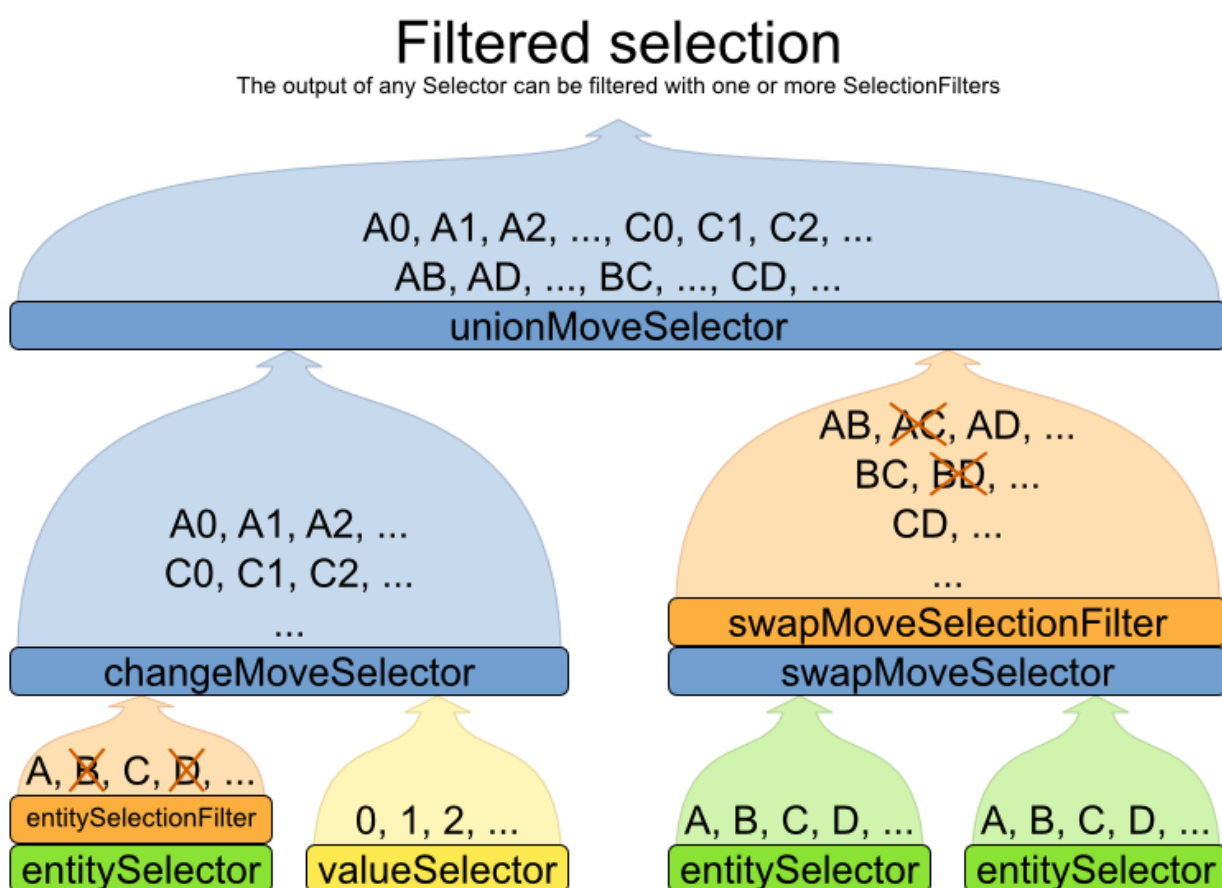 Filtered selection
The output of any Selector can be filtered with one or more SelectionFilters
A0, A1, A2, ..., C0, C1, C2, ...
AB, AD, ..., BC, ..., CD, ...
unionMoveSelector
A0, A1, A2, ...
C0, C1, C2, ...
...
changeMoveSelector
AB, AC, AD, ...
BC, BD, ...
CD, ...
...
swapMoveSelectionFilter
swapMoveSelector
A, B, C, D, ...
entitySelectionFilter
entitySelector
0, 1, 2, ...
valueSelector
A, B, C, D, ...
entitySelector
A, B, C, D, ...
entitySelector